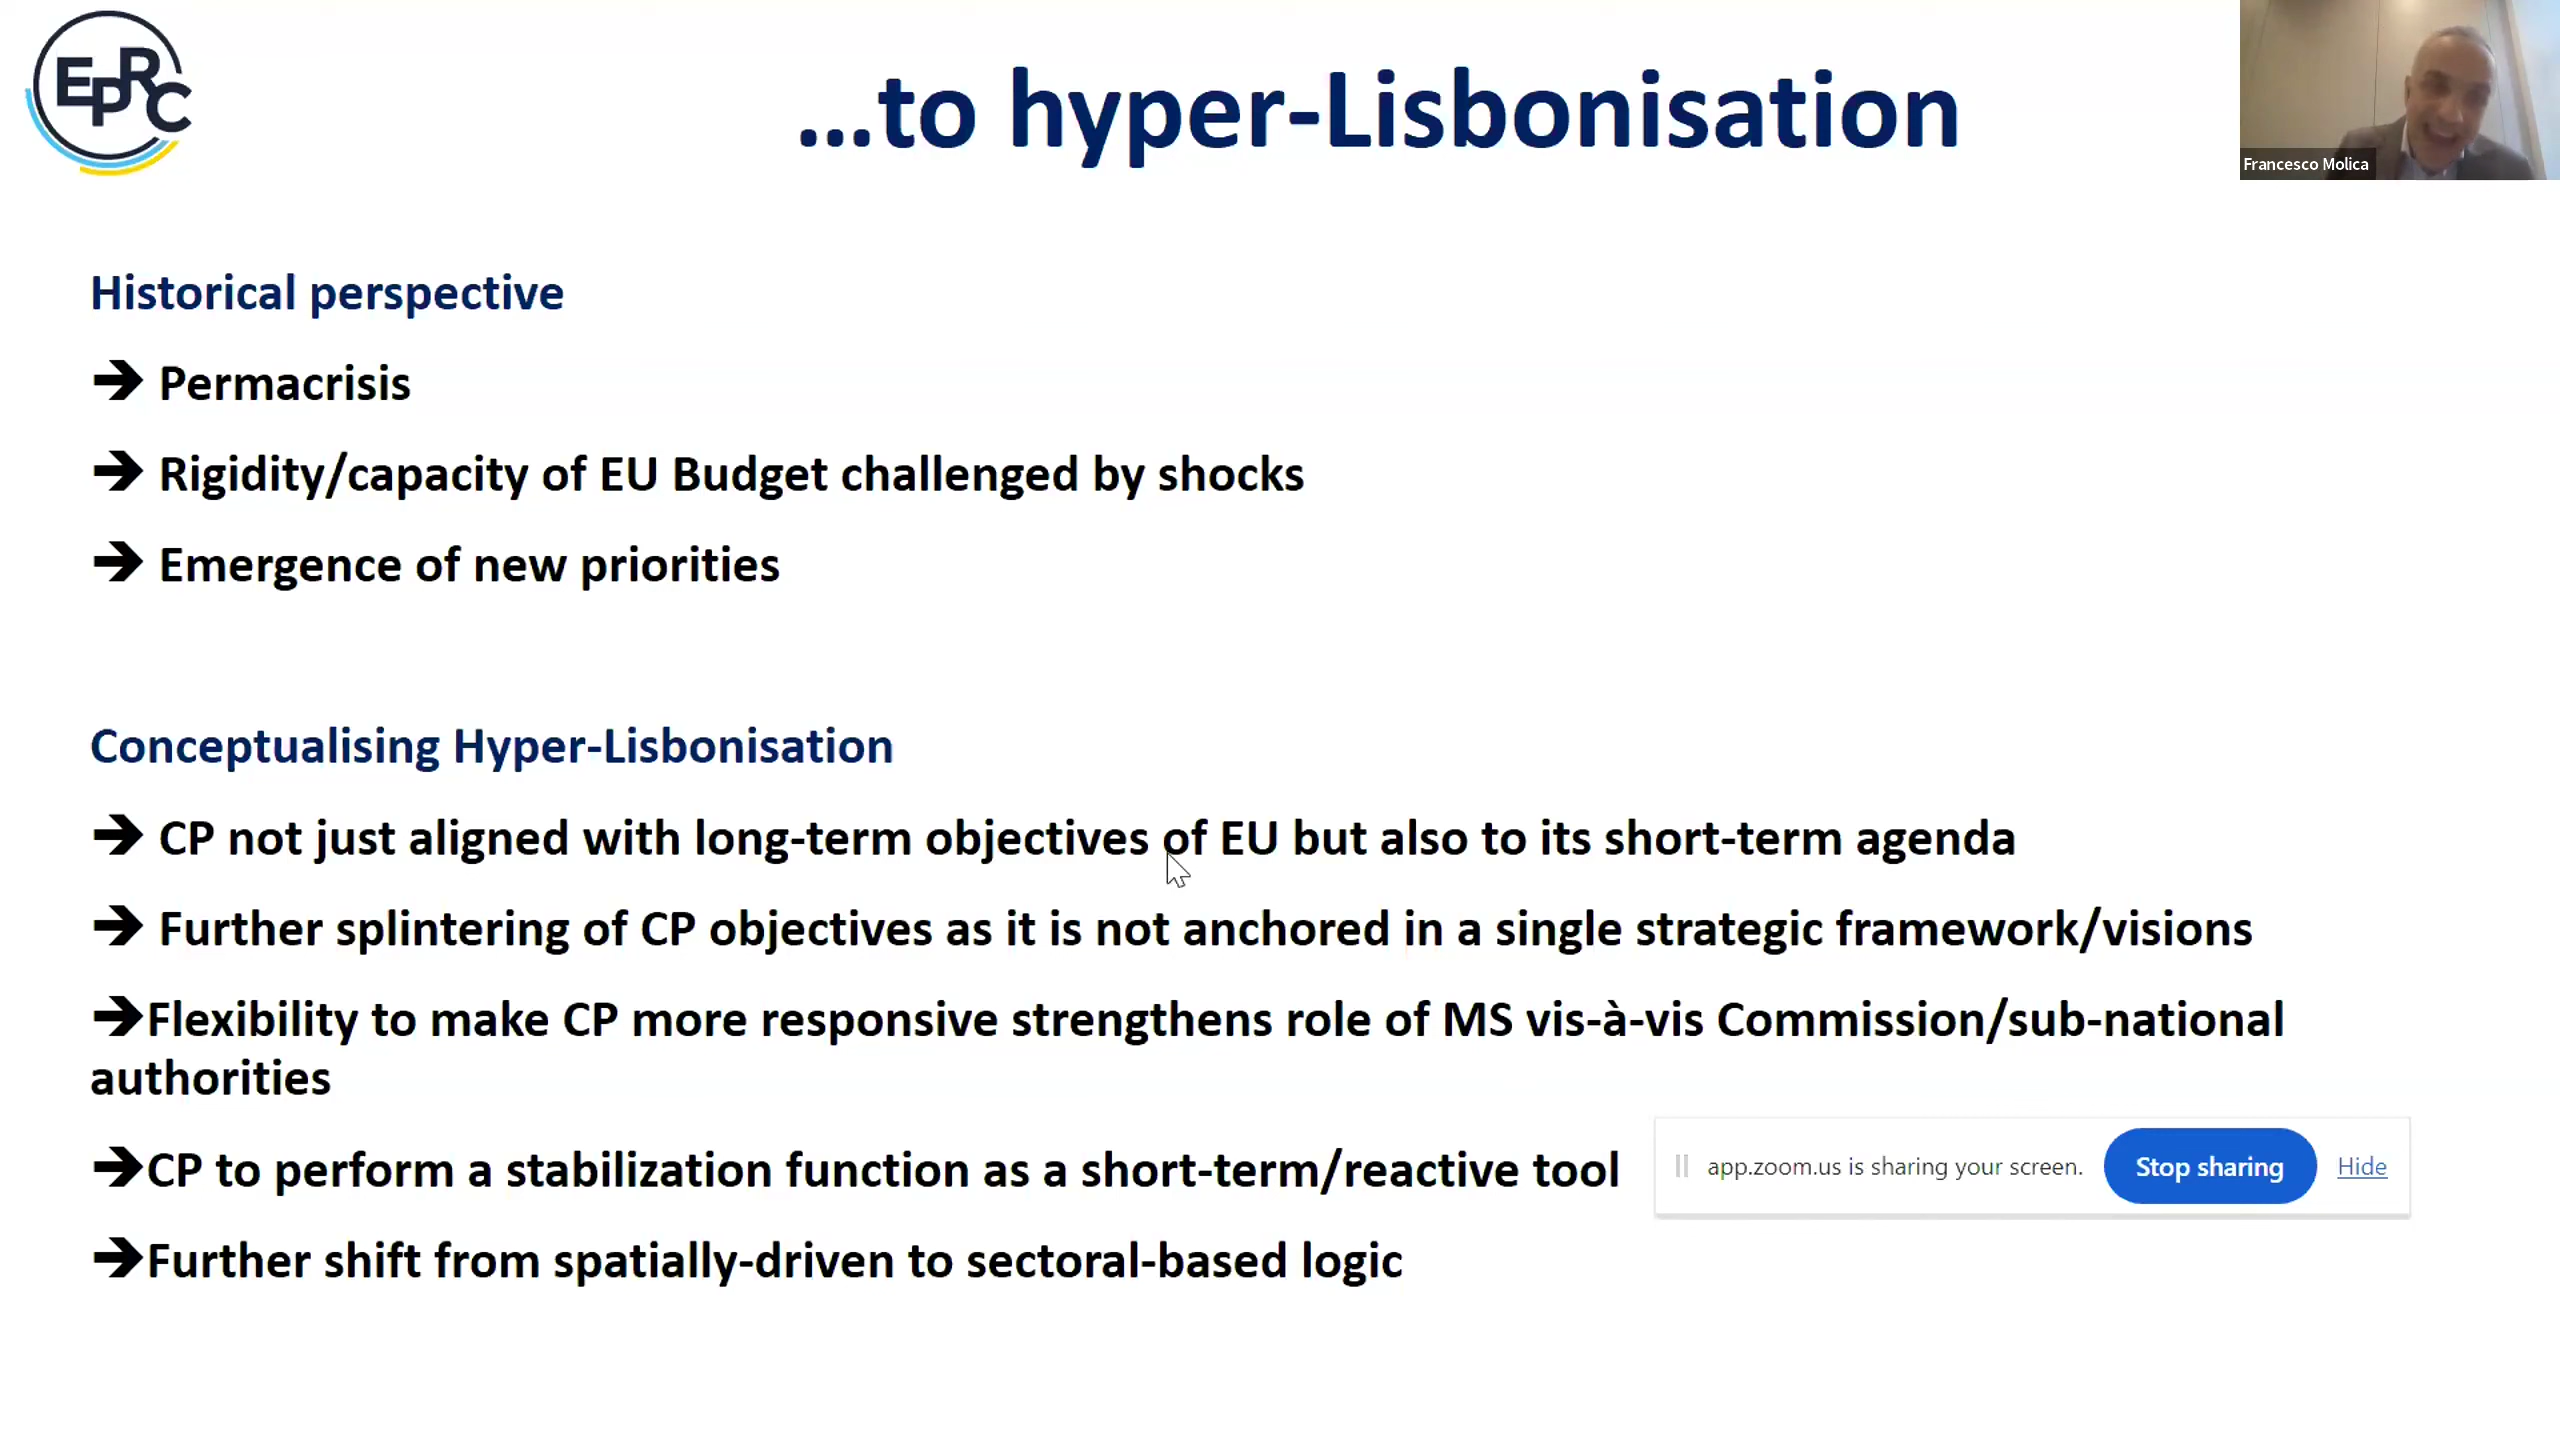 EPRC
...to hyper-Lisbonisation
Francesco Molica
Historical perspective
➔ Permacrisis
➔ Rigidity/capacity of EU Budget challenged by shocks
➔ Emergence of new priorities
Conceptualising Hyper-Lisbonisation
➔ CP not just aligned with long-term objectives of EU but also to its short-term agenda
➔ Further splintering of CP objectives as it is not anchored in a single strategic framework/visions
➔Flexibility to make CP more responsive strengthens role of MS vis-à-vis Commission/sub-national
authorities
➔CP to perform a stabilization function as a short-term/reactive tool
app.zoom.us is sharing your screen. Stop sharing Hide
➔Further shift from spatially-driven to sectoral-based logic